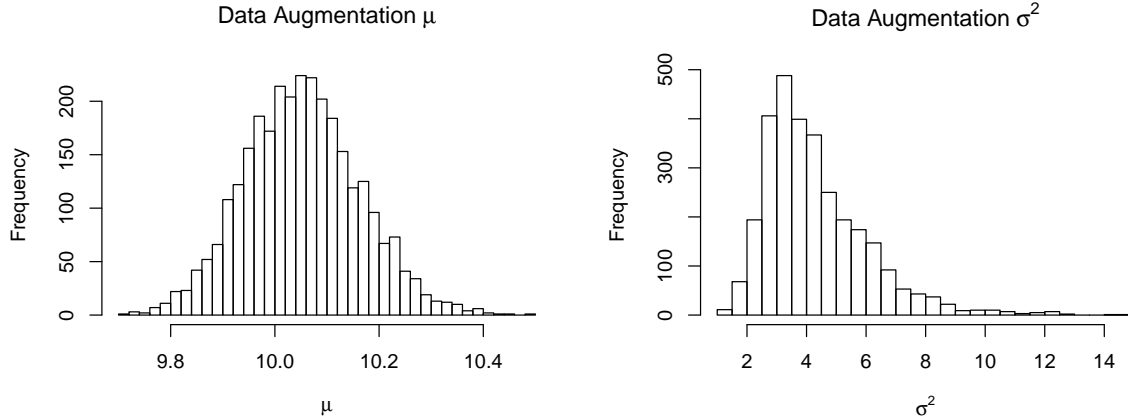 Data Augmentation μ
Frequency
0 50 100 150 200
9.8 10.0 10.2 10.4
μ
Data Augmentation σ²
Frequency
0 100 300 500
2 4 6 8 10 12 14
σ²